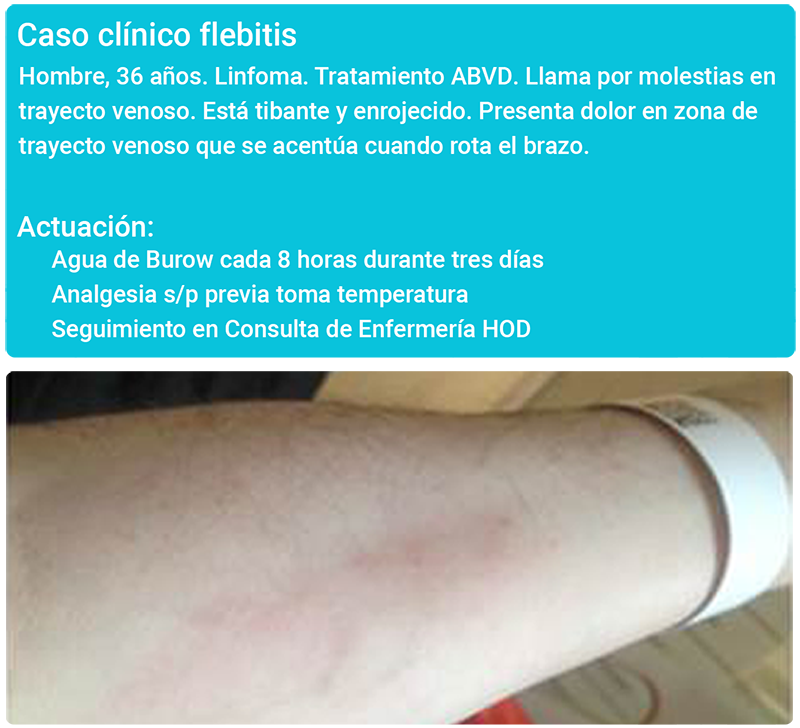 Caso clínico flebitis
Hombre, 36 años. Linfoma. Tratamiento ABVD. Llama por molestias en
trayecto venoso. Está tibante y enrojecido. Presenta dolor en zona de
trayecto venoso que se acentúa cuando rota el brazo.
Actuación:
Agua de Burow cada 8 horas durante tres días
Analgesia s/p previa toma temperatura
Seguimiento en Consulta de Enfermería HOD